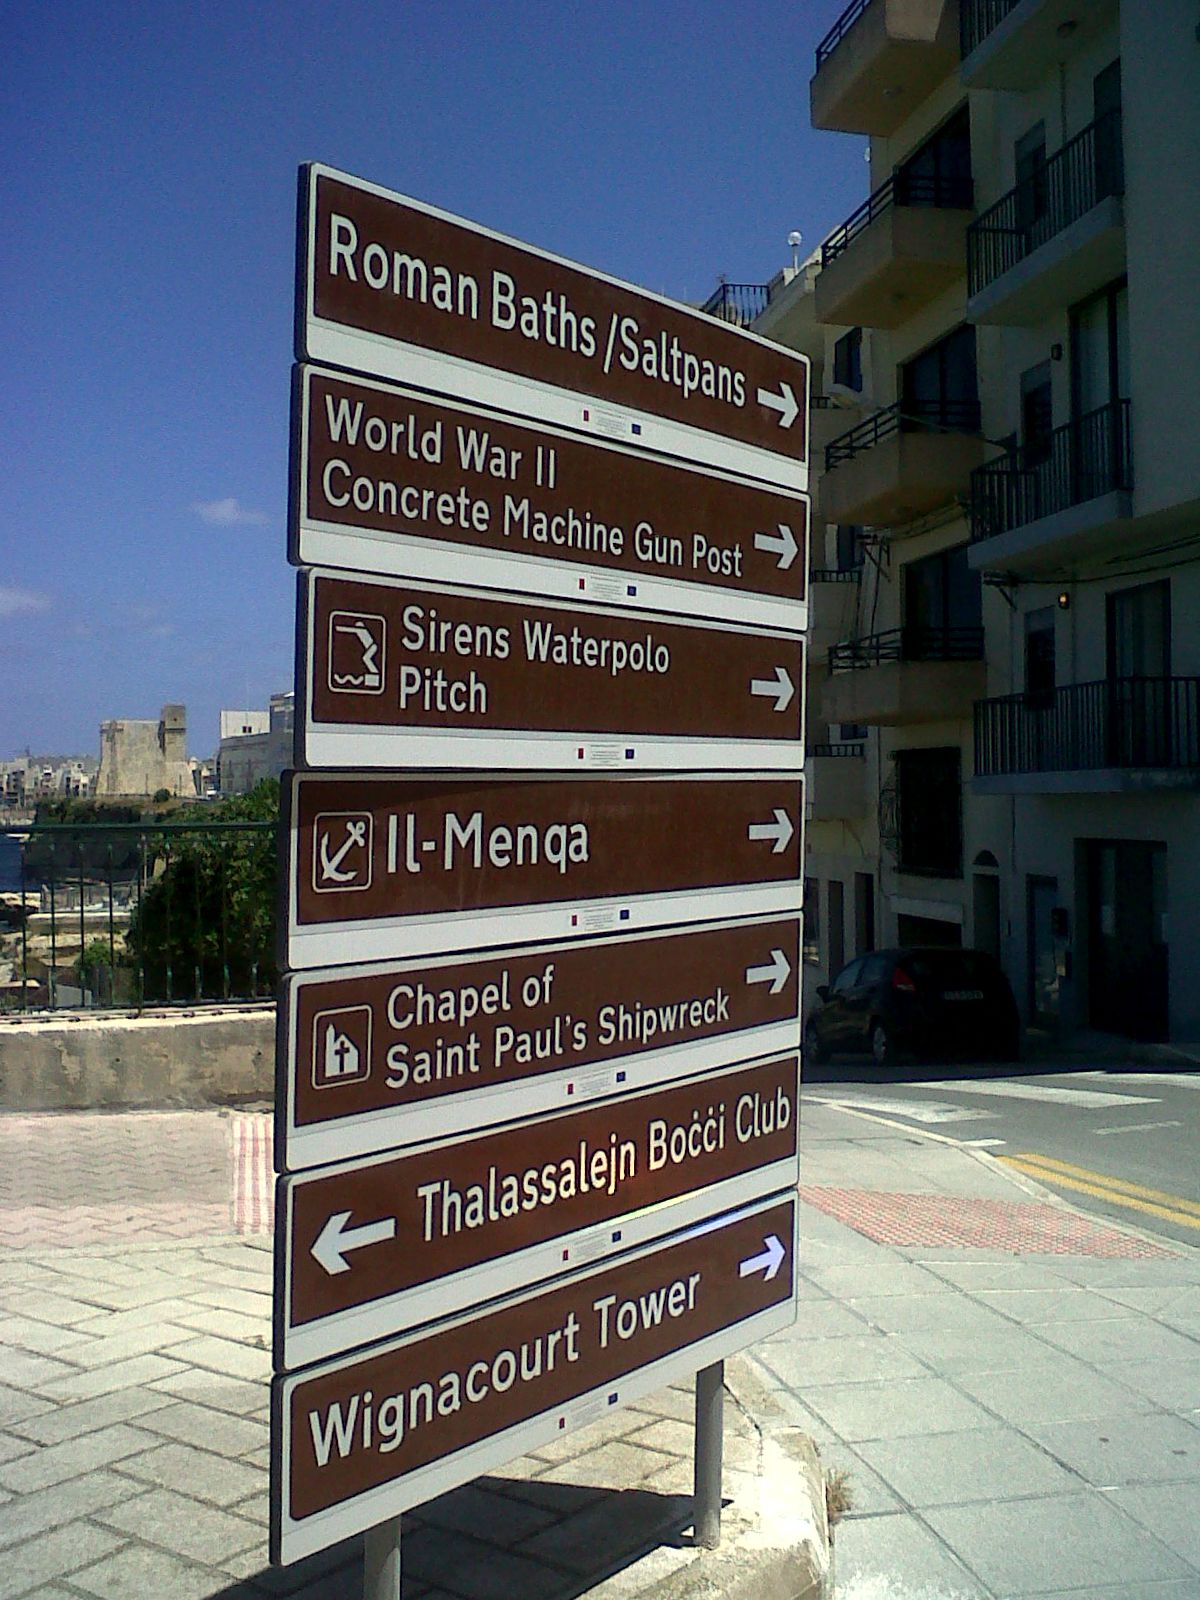 Roman Baths /Saltpans
World War II
Concrete Machine Gun Post
Sirens Waterpolo
Pitch
Il-Menqa
Chapel of
Saint Paul's Shipwreck
Thalassalejn Boċċi Club
Wignacourt Tower